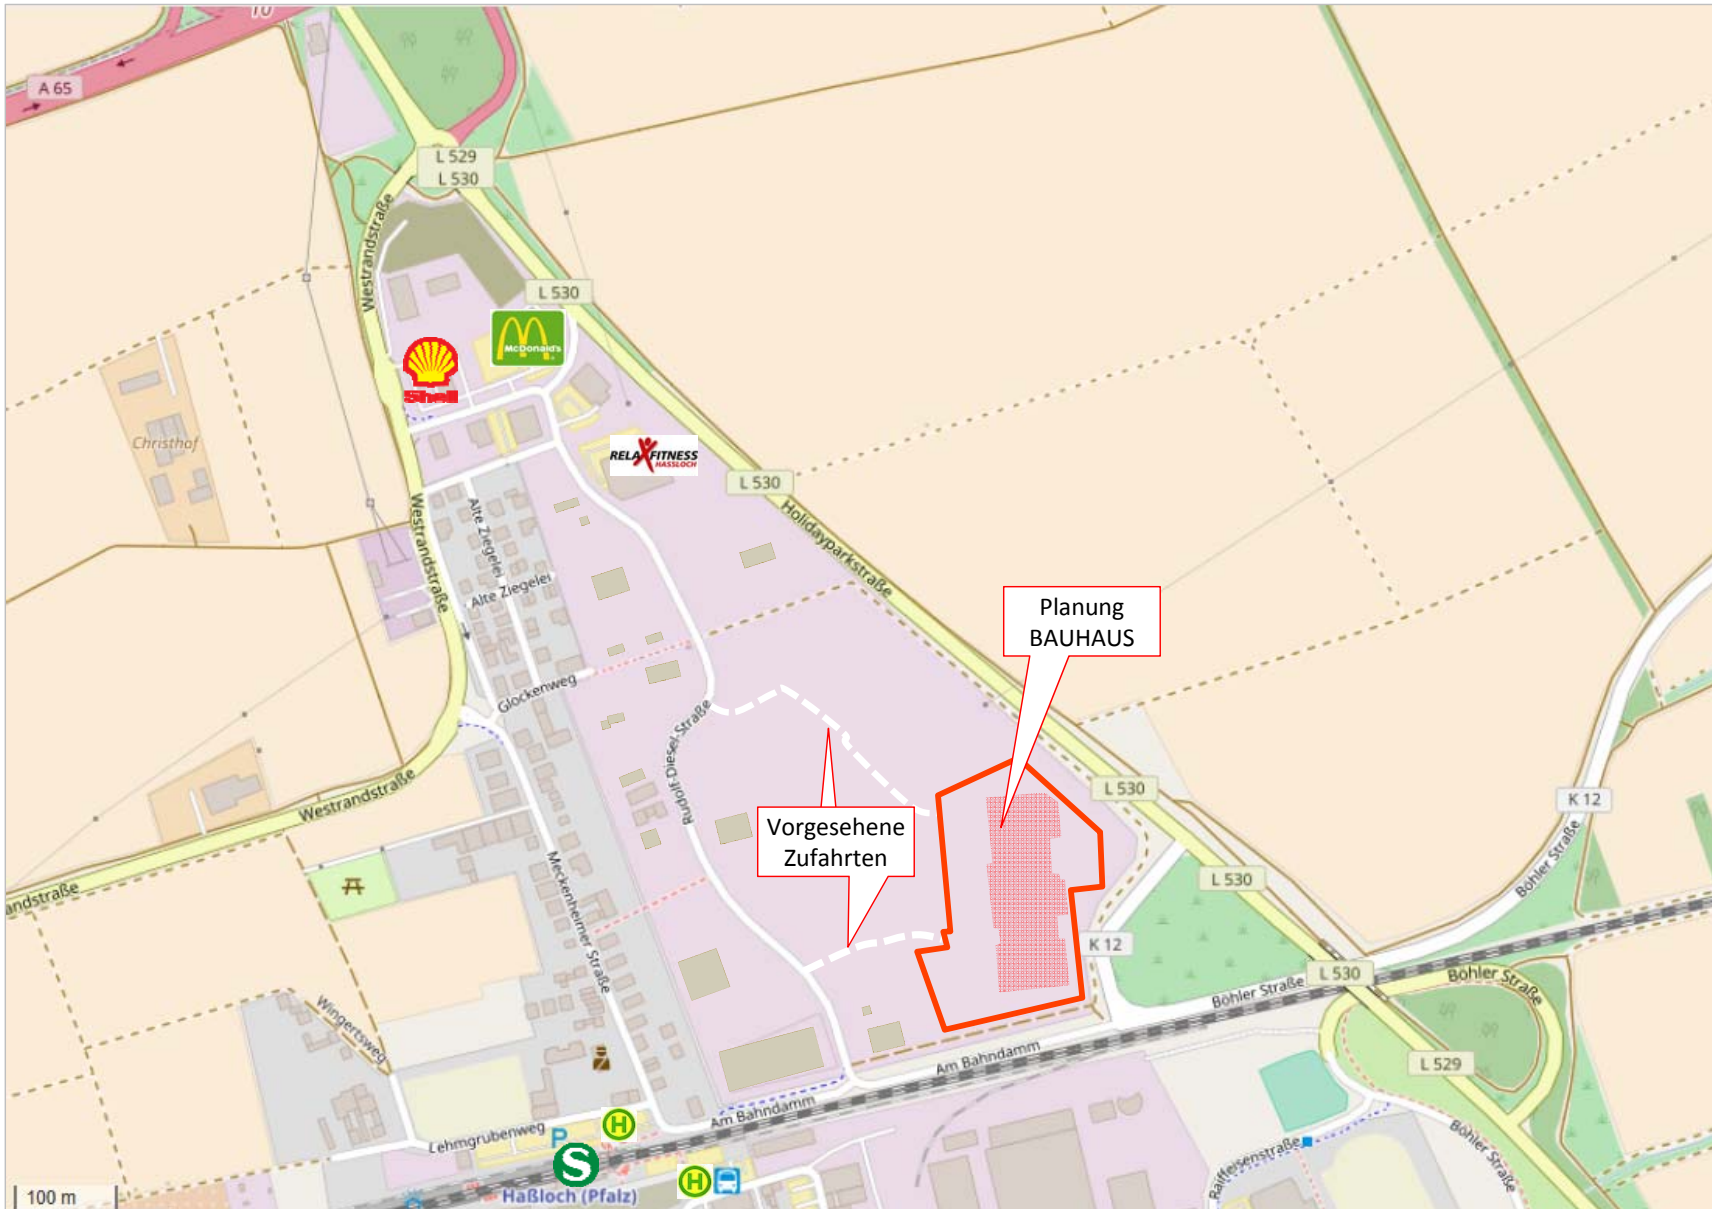 10
A 65
L 529
L 530
Westrandstraße
L 530
McDonald's
Shell
Christhof
RELAXFITNESS
HASSLOCH
L 530
Holidayparkstraße
Westrandstraße
Alte Ziegelei
Alte Ziegelei
Planung
BAUHAUS
Glockenweg
Rudolf-Diesel-Straße
Westrandstraße
L 530
K 12
Vorgesehene
Zufahrten
Böhler Straße
andstraße
Meckenheimer Straße
L 530
K 12
L 530
Böhler Straße
Böhler Straße
Wingertsweg
Am Bahndamm
L 529
Am Bahndamm
Lehmgrubenweg
P
H
S
H
Raiffeisenstraße
Böhler Straße
Haßloch (Pfalz)
100 m